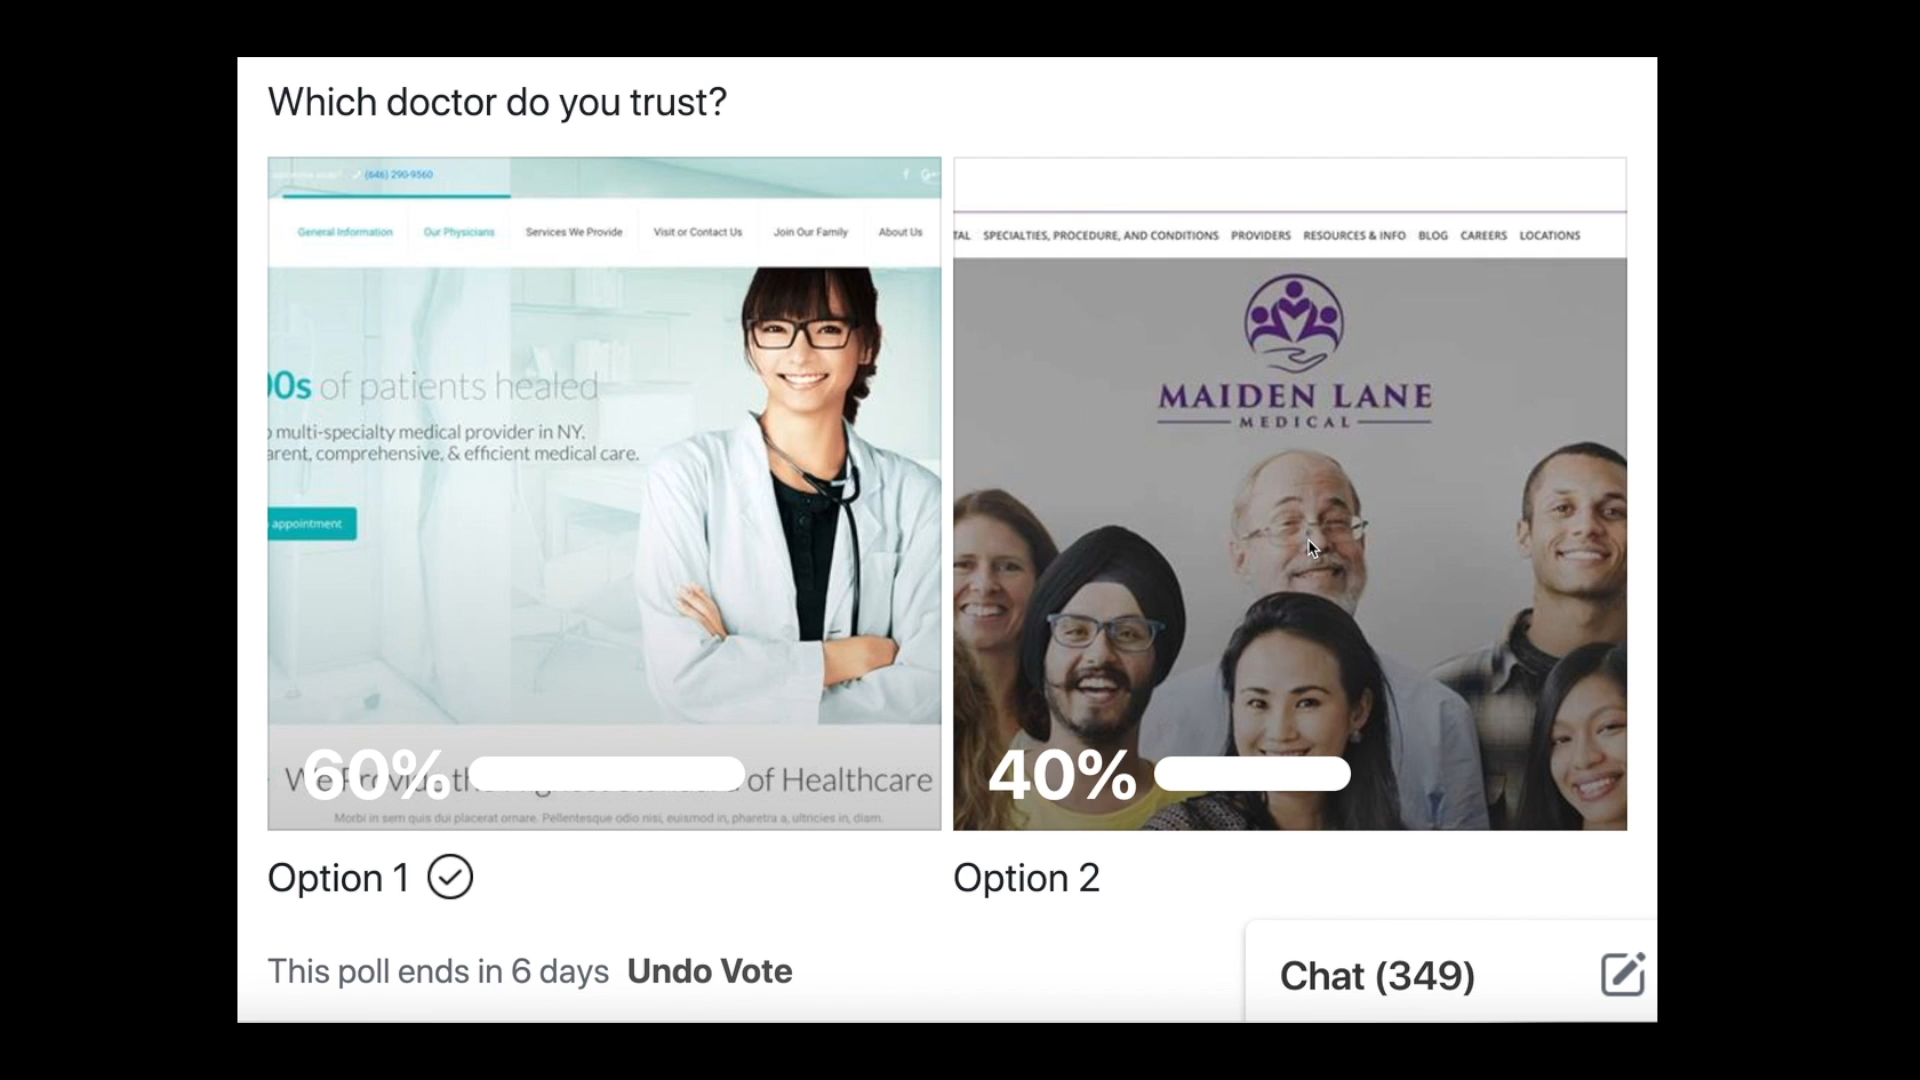 Which doctor do you trust?
(646) 290-9560
General Information Our Physicians Services We Provide Visit or Contact Us Join Our Family About Us
00s of patients healed
multi-specialty medical provider in NY.
arent, comprehensive, & efficient medical care.
appointment
60%
We Provide the of Healthcare
Morbi in sem quis dui placerat ornare. Pellentesque odio nisi, euismod in, pharetra a, ultricies in, diam.
Option 1
TAL SPECIALTIES, PROCEDURE, AND CONDITIONS PROVIDERS RESOURCES & INFO BLOG CAREERS LOCATIONS
MAIDEN LANE
MEDICAL
40%
Option 2
This poll ends in 6 days Undo Vote
Chat (349)